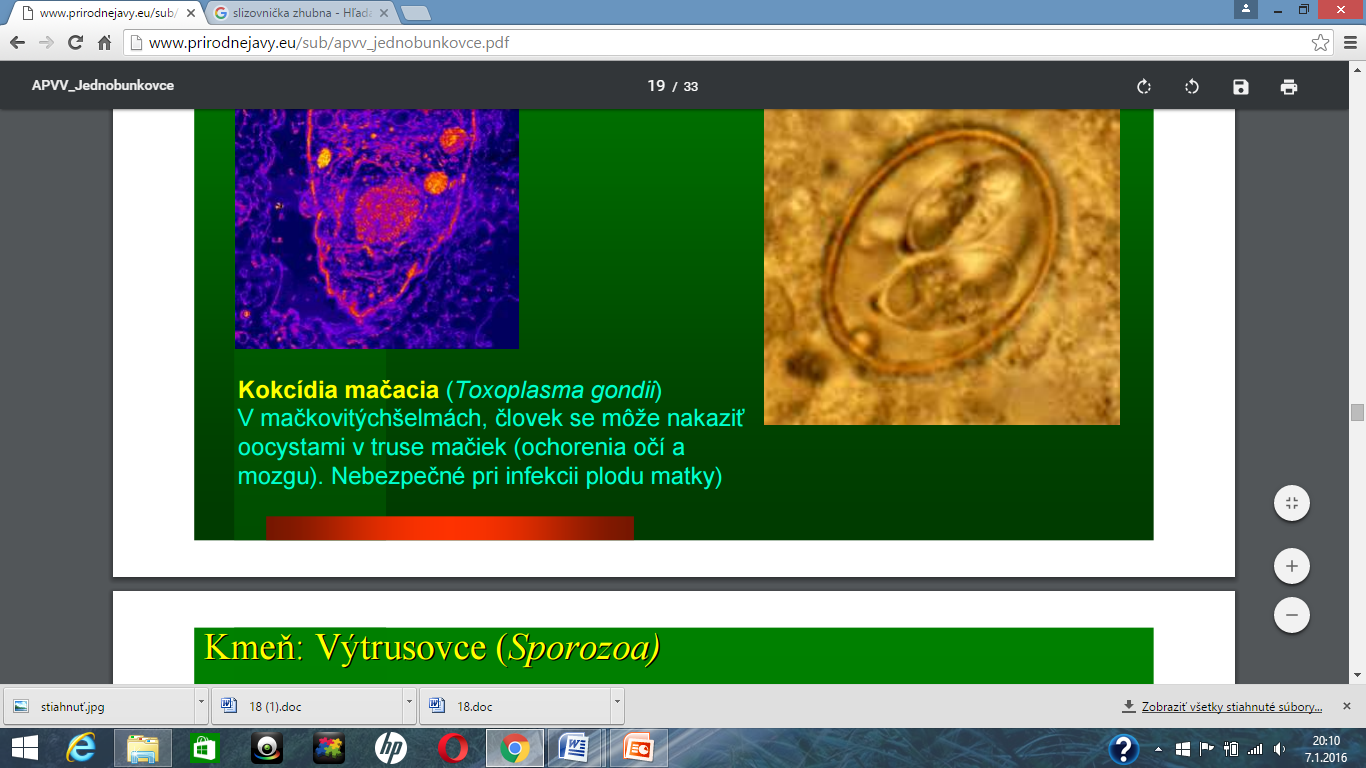 www.prirodnejavy.eu/sub/
slizovnička zhubna - Hľad
www.prirodnejavy.eu/sub/apvv_jednobunkovce.pdf
APVV_Jednobunkovce
19 / 33
Kokcídia mačacia (Toxoplasma gondii)
V mačkovitýchšelmách, človek se môže nakaziť
oocystami v truse mačiek (ochorenia očí a
mozgu). Nebezpečné pri infekcii plodu matky)
Kmeň: Výtrusovce (Sporozoa)
stiahnuť.jpg
18 (1).doc
18.doc
Zobraziť všetky stiahnuté súbory...
20:10
7.1.2016